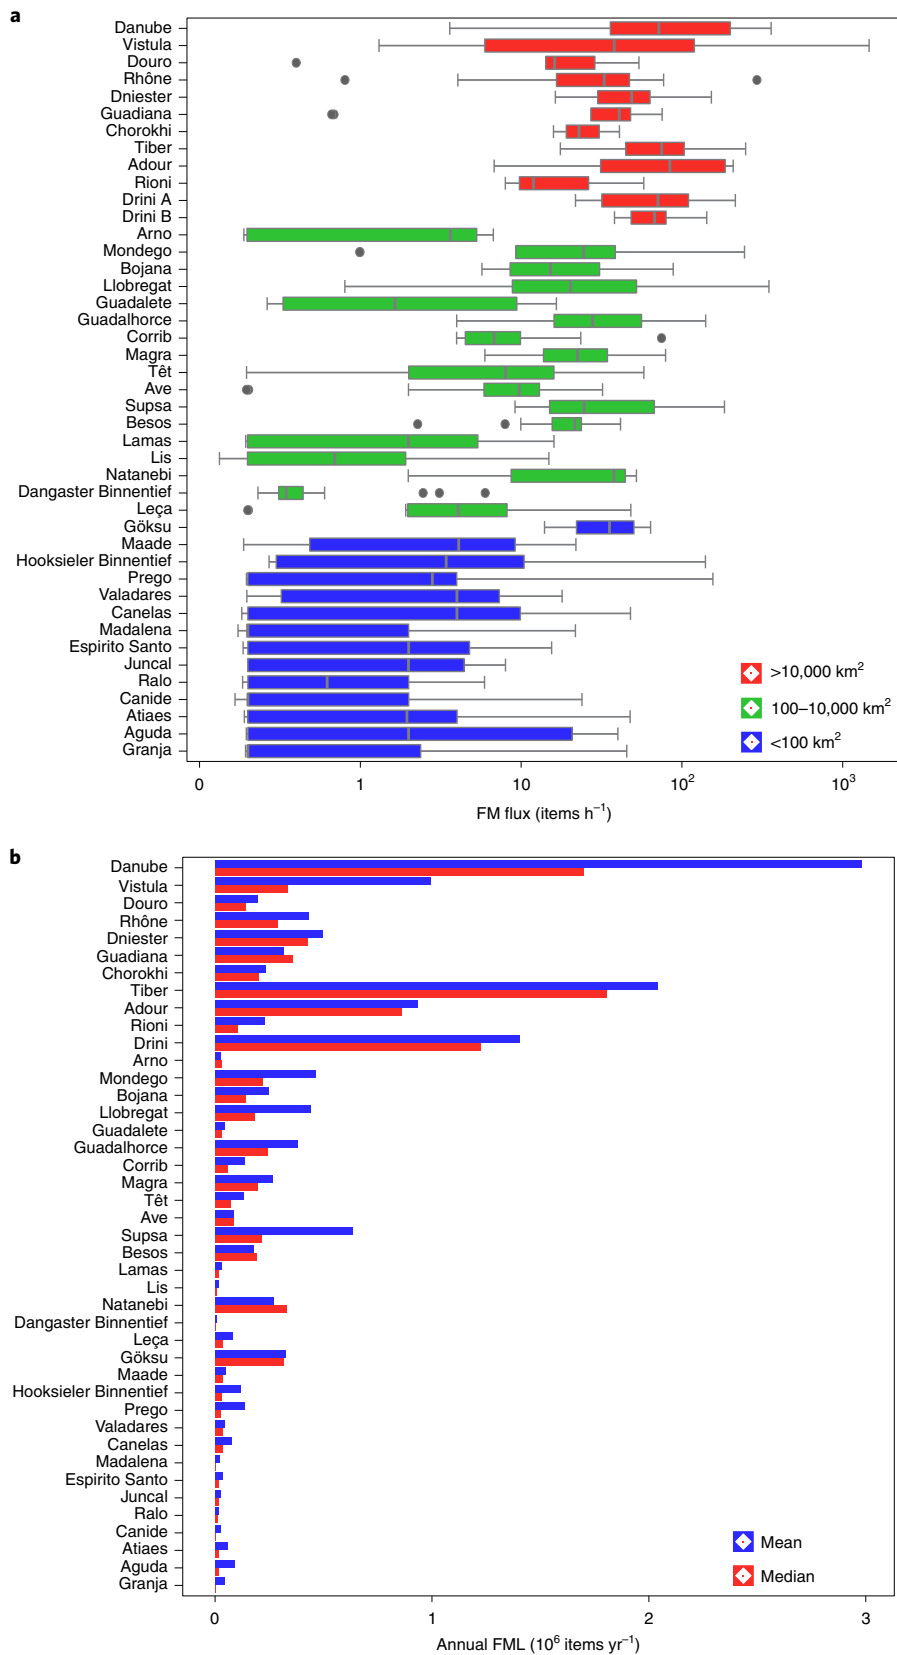 a
Danube
Vistula
Douro
Rhône
Dniester
Guadiana
Chorokhi
Tiber
Adour
Rioni
Drini A
Drini B
Arno
Mondego
Bojana
Llobregat
Guadalete
Guadalhorce
Corrib
Magra
Têt
Ave
Supsa
Besos
Lamas
Lis
Natanebi
Dangaster Binnentief
Leça
Göksu
Maade
Hooksieler Binnentief
Prego
Valadares
Canelas
Madalena
Espirito Santo
Juncal
Ralo
Canide
Atiaes
Aguda
Granja
>10,000 km²
100–10,000 km²
<100 km²
0 1 10 10² 10³
FM flux (items h⁻¹)
b
Danube
Vistula
Douro
Rhône
Dniester
Guadiana
Chorokhi
Tiber
Adour
Rioni
Drini
Arno
Mondego
Bojana
Llobregat
Guadalete
Guadalhorce
Corrib
Magra
Têt
Ave
Supsa
Besos
Lamas
Lis
Natanebi
Dangaster Binnentief
Leça
Göksu
Maade
Hooksieler Binnentief
Prego
Valadares
Canelas
Madalena
Espirito Santo
Juncal
Ralo
Canide
Atiaes
Aguda
Granja
Mean
Median
0 1 2 3
Annual FML (10⁶ items yr⁻¹)